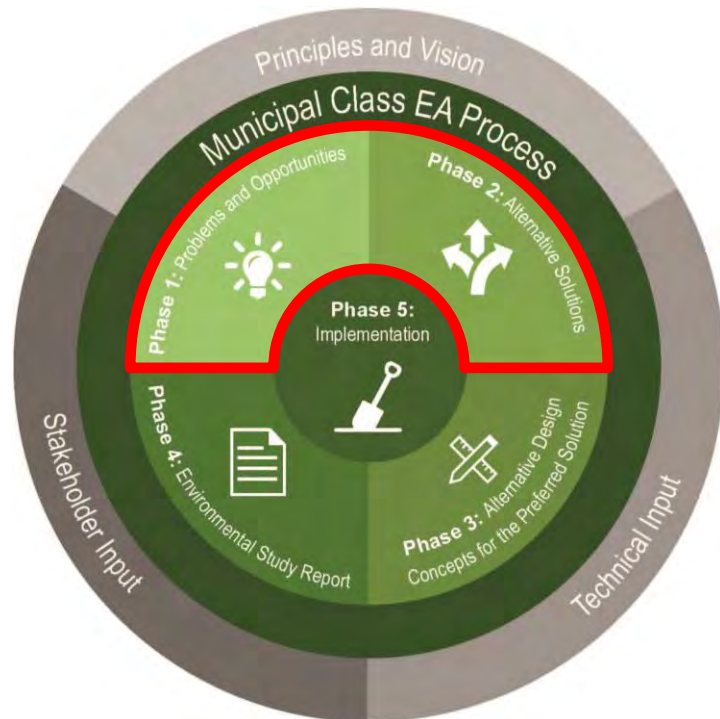 Principles and Vision
Municipal Class EA Process
Phase 1: Problems and Opportunities
Phase 2: Alternative Solutions
Phase 5:
Implementation
Phase 4: Environmental Study Report
Phase 3: Alternative Design
Concepts for the Preferred Solution
Stakeholder Input
Technical Input